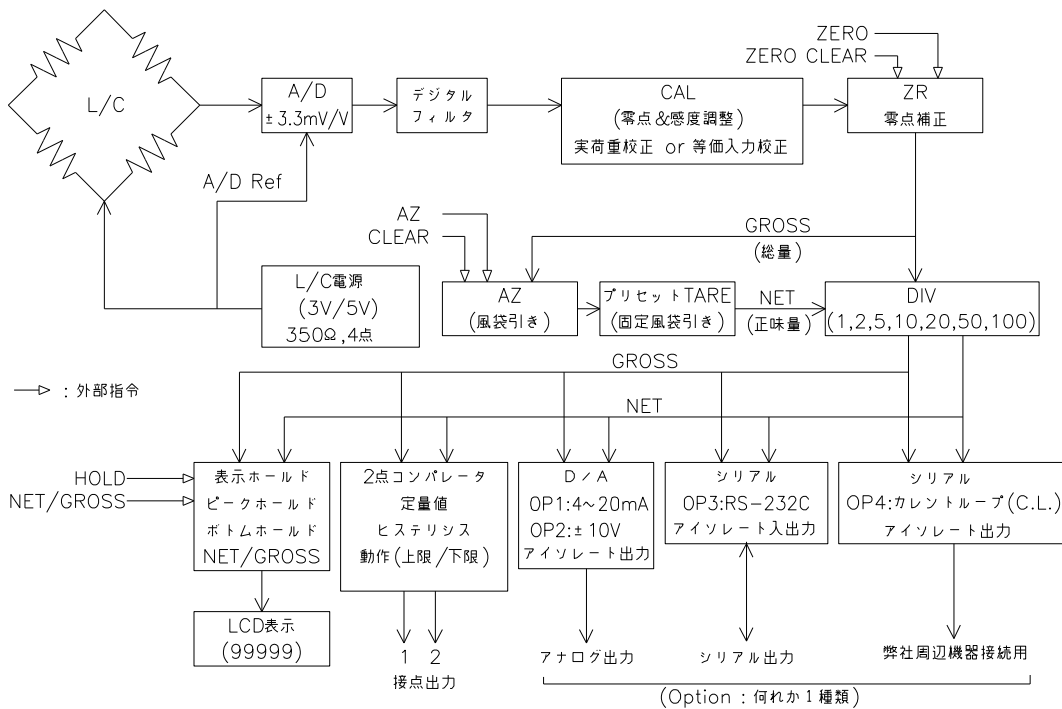 ZERO
ZERO CLEAR
L/C
A/D
±3.3mV/V
デジタル
フィルタ
CAL
(零点&感度調整)
実荷重校正 or 等価入力校正
ZR
零点補正
A/D Ref
AZ
CLEAR
GROSS
(総量)
L/C電源
(3V/5V)
350Ω,4点
AZ
(風袋引き)
プリセットTARE
(固定風袋引き)
NET
(正味量)
DIV
(1,2,5,10,20,50,100)
GROSS
: 外部指令
NET
HOLD
NET/GROSS
表示ホールド
ピークホールド
ボトムホールド
NET/GROSS
2点コンパレータ
定量値
ヒステリシス
動作(上限/下限)
D/A
OP1:4~20mA
OP2:±10V
アイソレート出力
シリアル
OP3:RS-232C
アイソレート入出力
シリアル
OP4:カレントループ(C.L.)
アイソレート出力
LCD表示
(99999)
1 2
接点出力
アナログ出力
シリアル出力
弊社周辺機器接続用
(Option : 何れか1種類)